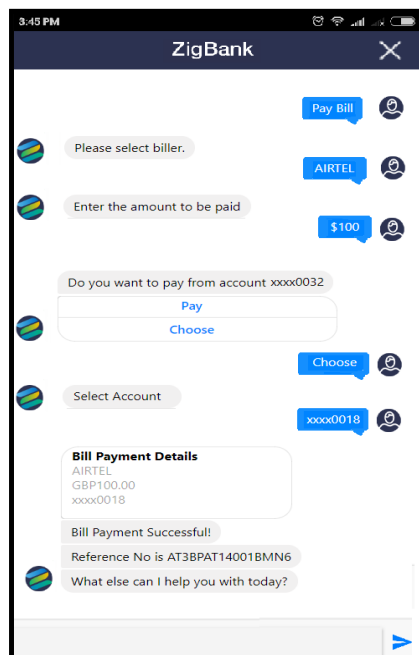 3:45 PM
ZigBank
Pay Bill
Please select biller.
AIRTEL
Enter the amount to be paid
$100
Do you want to pay from account xxxx0032
Pay
Choose
Choose
Select Account
xxxx0018
Bill Payment Details
AIRTEL
GBP100.00
xxxx0018
Bill Payment Successful!
Reference No is AT3BPAT14001BMN6
What else can I help you with today?